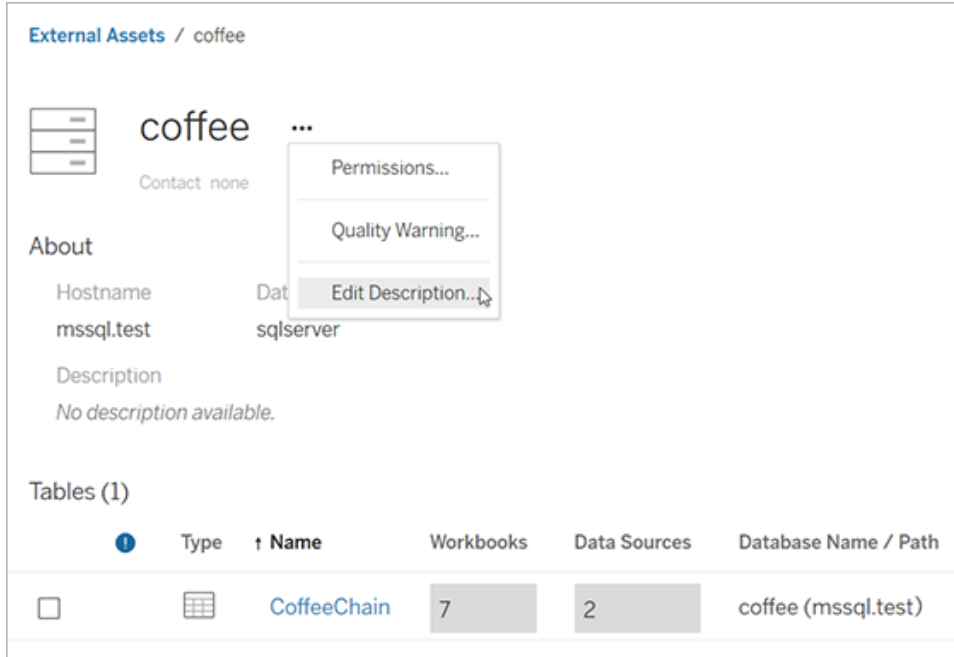 External Assets / coffee
coffee ...
Permissions...
Contact none
Quality Warning...
About
Edit Description...
Hostname Dat
mssql.test sqlserver
Description
No description available.
Tables (1)
! Type ↑ Name Workbooks Data Sources Database Name / Path
CoffeeChain 7 2 coffee (mssql.test)